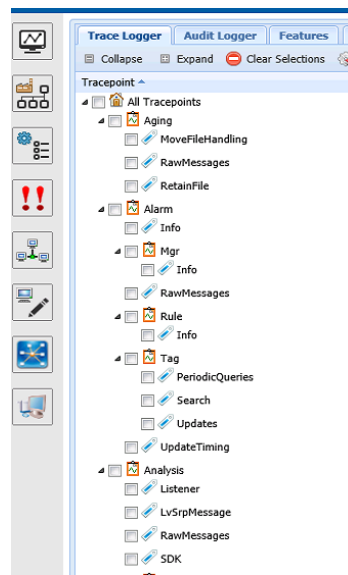 Trace Logger Audit Logger Features
Collapse Expand Clear Selections
Tracepoint
All Tracepoints
Aging
MoveFileHandling
RawMessages
RetainFile
Alarm
Info
Mgr
Info
RawMessages
Rule
Info
Tag
PeriodicQueries
Search
Updates
UpdateTiming
Analysis
Listener
LvSrpMessage
RawMessages
SDK